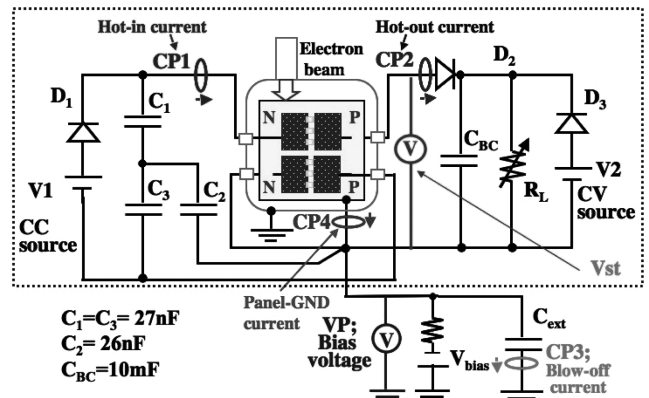 Hot-in current
Hot-out current
CP1
Electron
beam
CP2
D2
D1
C1
N
P
V
CBC
D3
V1
C3
C2
N
P
RL
V2
CC
source
CV
source
CP4
Vst
Panel-GND
current
C1=C3= 27nF
C2= 26nF
CBC=10mF
VP;
Bias
voltage
V
Vbias
Cext
CP3;
Blow-off
current